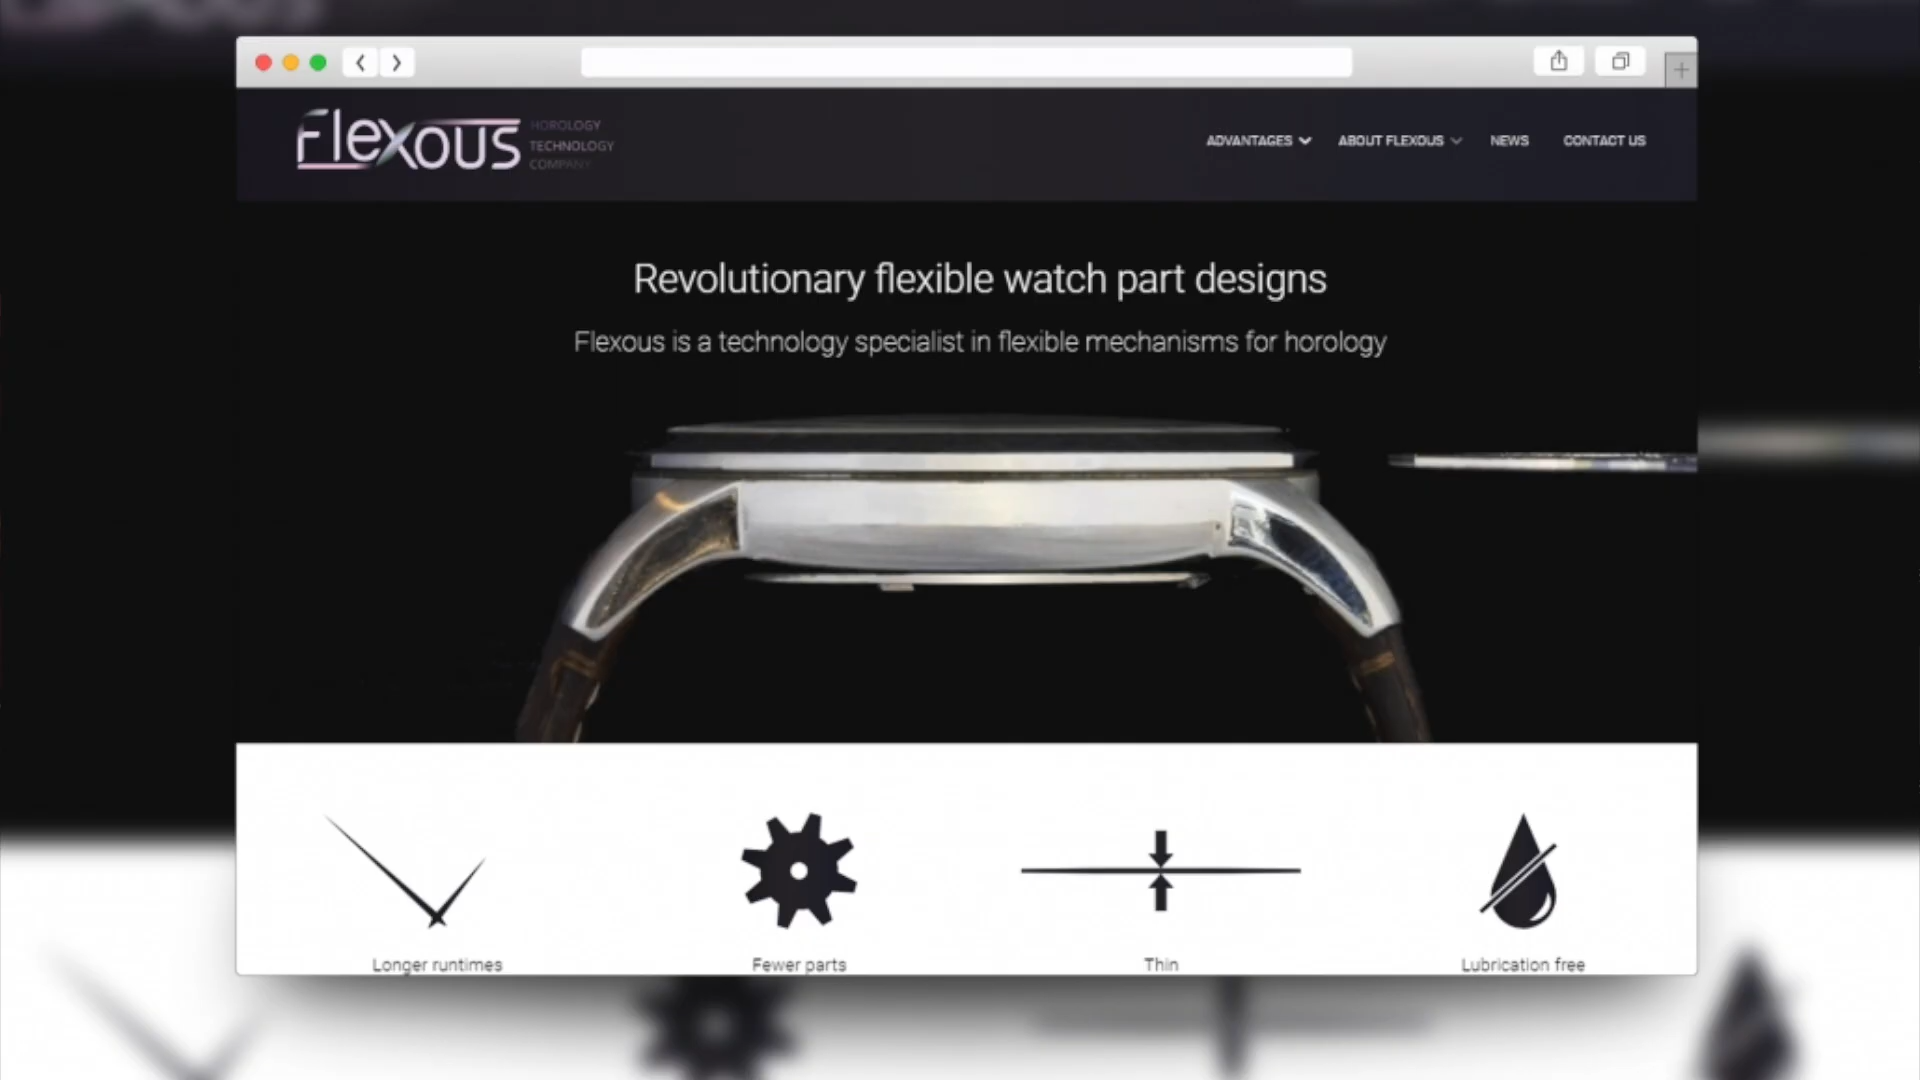 Flexous
HOROLOGY
TECHNOLOGY
COMPANY
ADVANTAGES
ABOUT FLEXOUS
NEWS
CONTACT US
Revolutionary flexible watch part designs
Flexous is a technology specialist in flexible mechanisms for horology
Longer runtimes
Fewer parts
Thin
Lubrication free